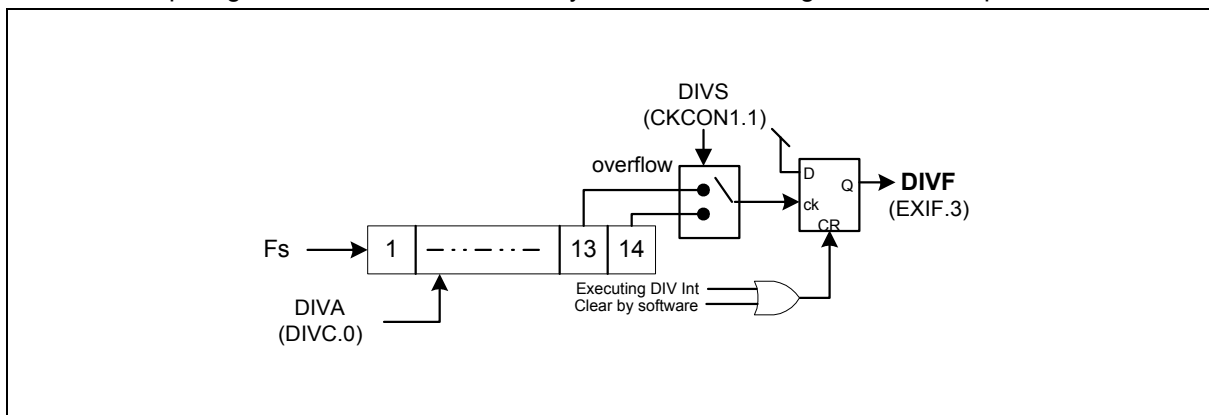 DIVS
(CKCON1.1)
overflow
D
Q
DIVF
ck
(EXIF.3)
CR
Fs
1
13
14
Executing DIV Int
Clear by software
DIVA
(DIVC.0)